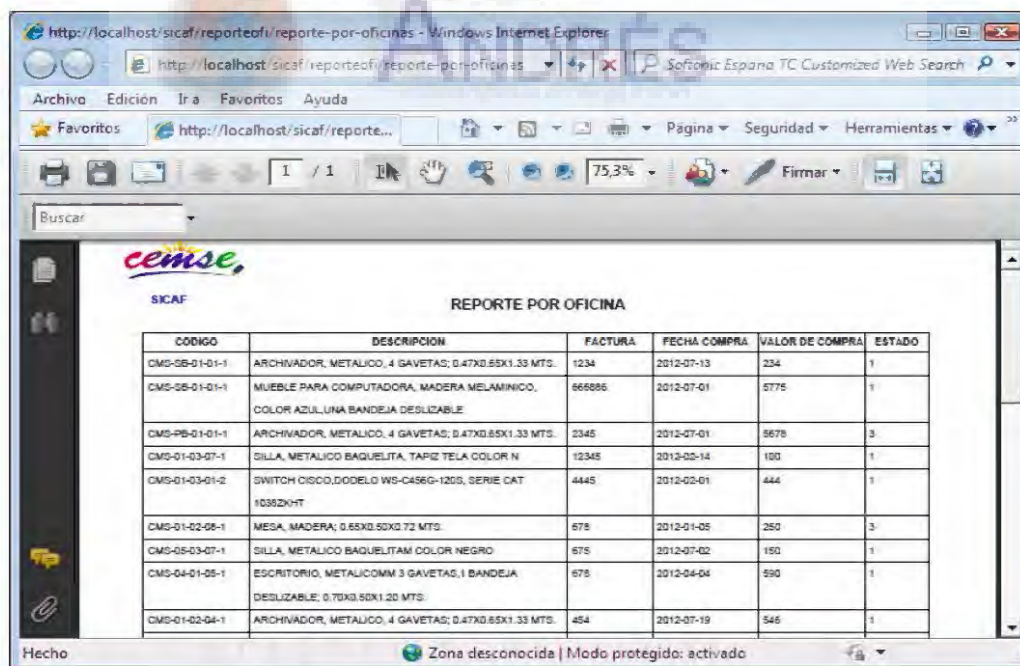 ANDRÉS
http://localhost/sicaf/reporteofi/reporte-por-oficinas - Windows Internet Explorer
http://localhost/sicaf/reporteofi/reporte-por-oficinas Softonic Espana TC Customized Web Search
Archivo Edición Ir a Favoritos Ayuda
Favoritos http://localhost/sicaf/reporte... Página Seguridad Herramientas
1 / 1 75,3% Firmar
Buscar
cemse,
SICAF
REPORTE POR OFICINA
CODIGO DESCRIPCION FACTURA FECHA COMPRA VALOR DE COMPRA ESTADO
CMS-SB-01-01-1 ARCHIVADOR, METALICO, 4 GAVETAS; 0.47X0.65X1.33 MTS. 1234 2012-07-13 234 1
CMS-SB-01-01-1 MUEBLE PARA COMPUTADORA, MADERA MELAMINICO, 665886 2012-07-01 5775 1
COLOR AZUL,UNA BANDEJA DESLIZABLE
CMS-PB-01-01-1 ARCHIVADOR, METALICO, 4 GAVETAS; 0.47X0.65X1.33 MTS. 2345 2012-07-01 5678 3
CMS-01-03-07-1 SILLA, METALICO BAQUELITA, TAPIZ TELA COLOR N 12345 2012-02-14 100 1
CMS-01-03-01-2 SWITCH CISCO,DODELO WS-C456G-120S, SERIE CAT 4445 2012-02-01 444 1
1038ZKHT
CMS-01-02-08-1 MESA, MADERA; 0.65X0.50X0.72 MTS. 678 2012-01-05 250 3
CMS-05-03-07-1 SILLA, METALICO BAQUELITAM COLOR NEGRO 675 2012-07-02 150 1
CMS-04-01-05-1 ESCRITORIO, METALICOMM 3 GAVETAS,1 BANDEJA 678 2012-04-04 590 1
DESLIZABLE; 0.70X0.50X1.20 MTS.
CMS-01-02-04-1 ARCHIVADOR, METALICO, 4 GAVETAS; 0.47X0.65X1.33 MTS. 454 2012-07-19 546 1
Hecho Zona desconocida | Modo protegido: activado